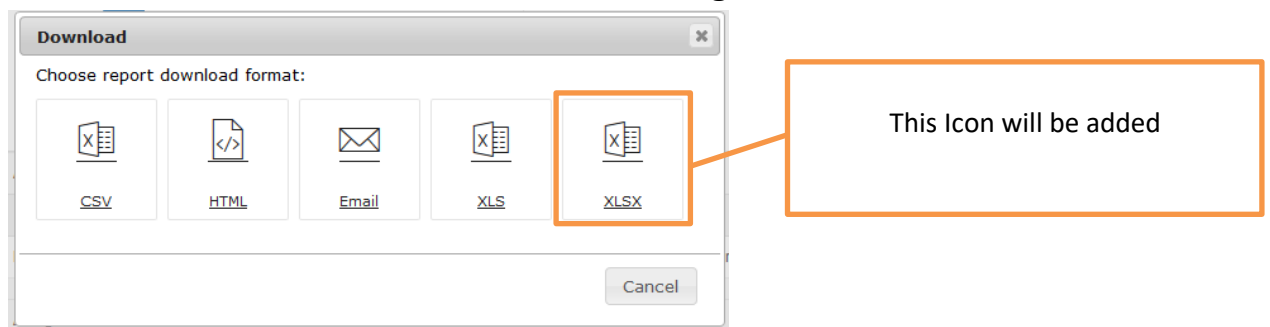 Download
Choose report download format:
CSV HTML Email XLS XLSX
Cancel
This Icon will be added